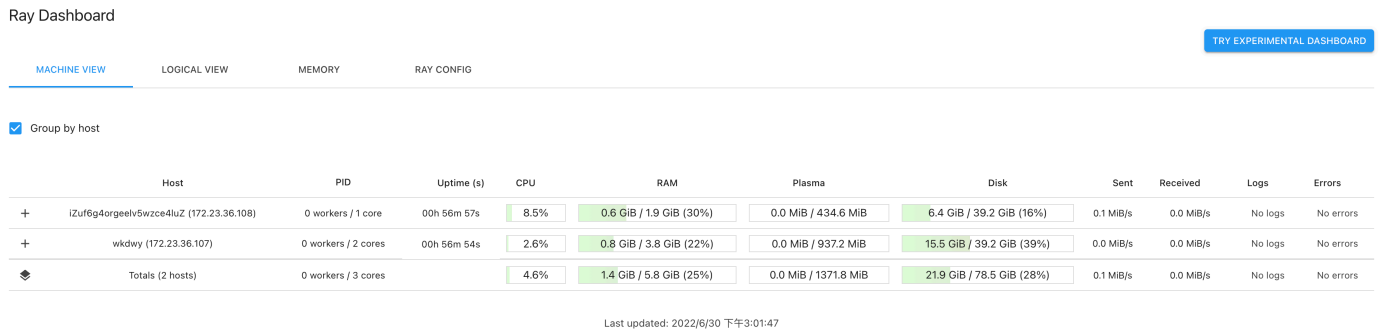 Ray Dashboard
TRY EXPERIMENTAL DASHBOARD
MACHINE VIEW LOGICAL VIEW MEMORY RAY CONFIG
Group by host
Host PID Uptime (s) CPU RAM Plasma Disk Sent Received Logs Errors
+ iZuf6g4orgeelv5wzce4luZ (172.23.36.108) 0 workers / 1 core 00h 56m 57s 8.5% 0.6 GiB / 1.9 GiB (30%) 0.0 MiB / 434.6 MiB 6.4 GiB / 39.2 GiB (16%) 0.1 MiB/s 0.0 MiB/s No logs No errors
+ wkdwy (172.23.36.107) 0 workers / 2 cores 00h 56m 54s 2.6% 0.8 GiB / 3.8 GiB (22%) 0.0 MiB / 937.2 MiB 15.5 GiB / 39.2 GiB (39%) 0.0 MiB/s 0.0 MiB/s No logs No errors
Totals (2 hosts) 0 workers / 3 cores 4.6% 1.4 GiB / 5.8 GiB (25%) 0.0 MiB / 1371.8 MiB 21.9 GiB / 78.5 GiB (28%) 0.1 MiB/s 0.0 MiB/s No logs No errors
Last updated: 2022/6/30 下午3:01:47